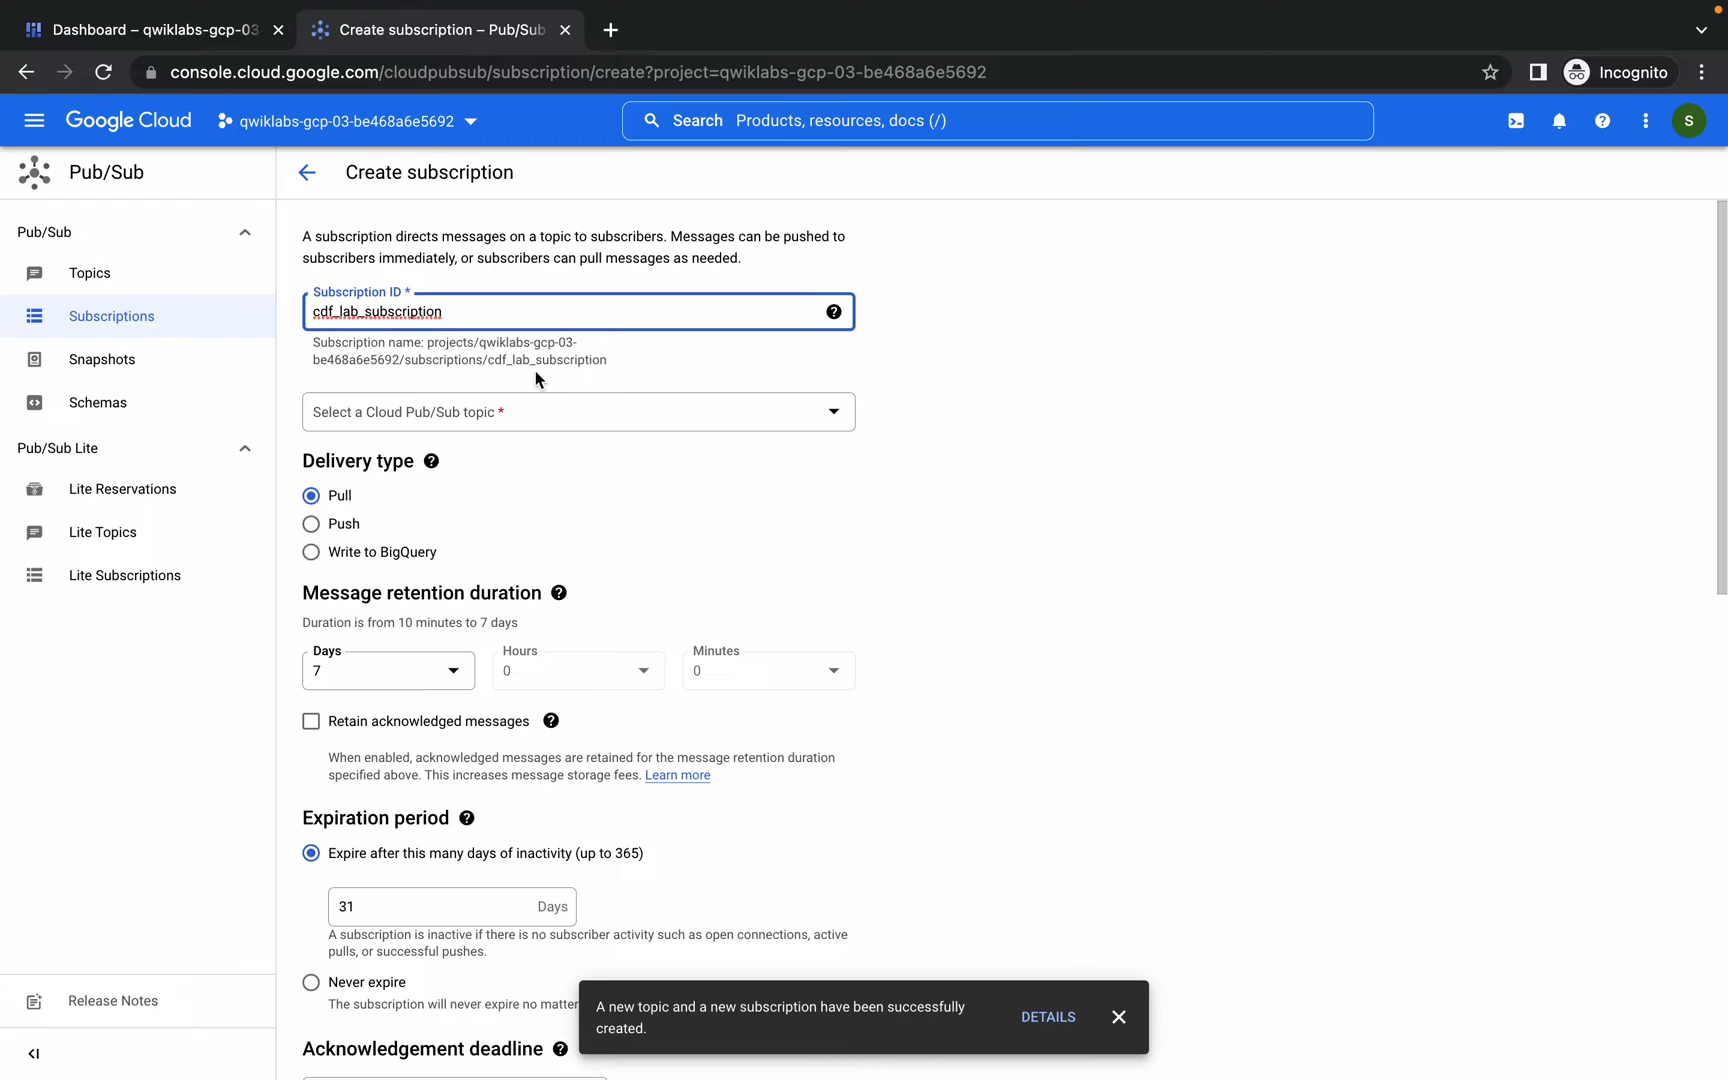 Dashboard – qwiklabs-gcp-03
Create subscription – Pub/Sub
console.cloud.google.com/cloudpubsub/subscription/create?project=qwiklabs-gcp-03-be468a6e5692
Incognito
Google Cloud
qwiklabs-gcp-03-be468a6e5692
Search Products, resources, docs (/)
S
Pub/Sub
Create subscription
Pub/Sub
Topics
Subscriptions
Snapshots
Schemas
Pub/Sub Lite
Lite Reservations
Lite Topics
Lite Subscriptions
Release Notes
A subscription directs messages on a topic to subscribers. Messages can be pushed to
subscribers immediately, or subscribers can pull messages as needed.
Subscription ID *
cdf_lab_subscription
Subscription name: projects/qwiklabs-gcp-03-
be468a6e5692/subscriptions/cdf_lab_subscription
Select a Cloud Pub/Sub topic *
Delivery type
Pull
Push
Write to BigQuery
Message retention duration
Duration is from 10 minutes to 7 days
Days
7
Hours
0
Minutes
0
Retain acknowledged messages
When enabled, acknowledged messages are retained for the message retention duration
specified above. This increases message storage fees. Learn more
Expiration period
Expire after this many days of inactivity (up to 365)
31 Days
A subscription is inactive if there is no subscriber activity such as open connections, active
pulls, or successful pushes.
Never expire
The subscription will never expire no matter
Acknowledgement deadline
A new topic and a new subscription have been successfully
created.
DETAILS